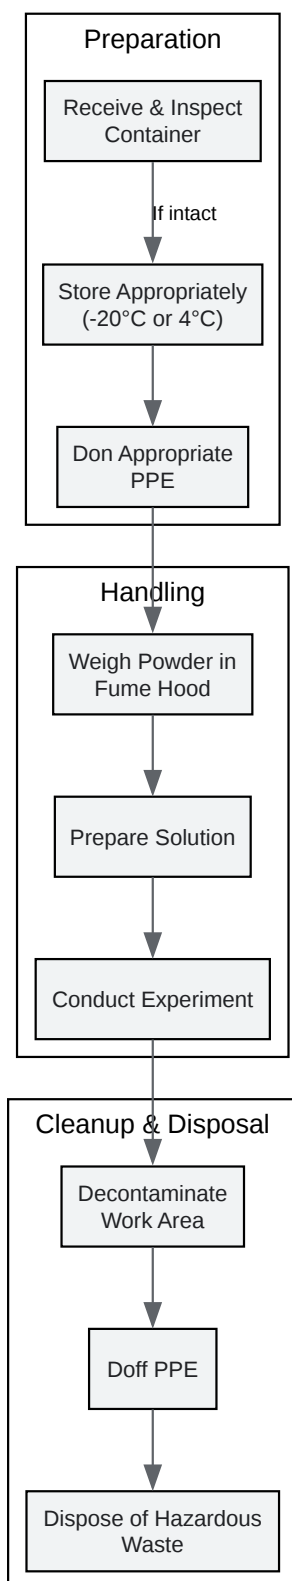 Preparation
Receive & Inspect
Container
If intact
Store Appropriately
(-20°C or 4°C)
Don Appropriate
PPE
Handling
Weigh Powder in
Fume Hood
Prepare Solution
Conduct Experiment
Cleanup & Disposal
Decontaminate
Work Area
Doff PPE
Dispose of Hazardous
Waste